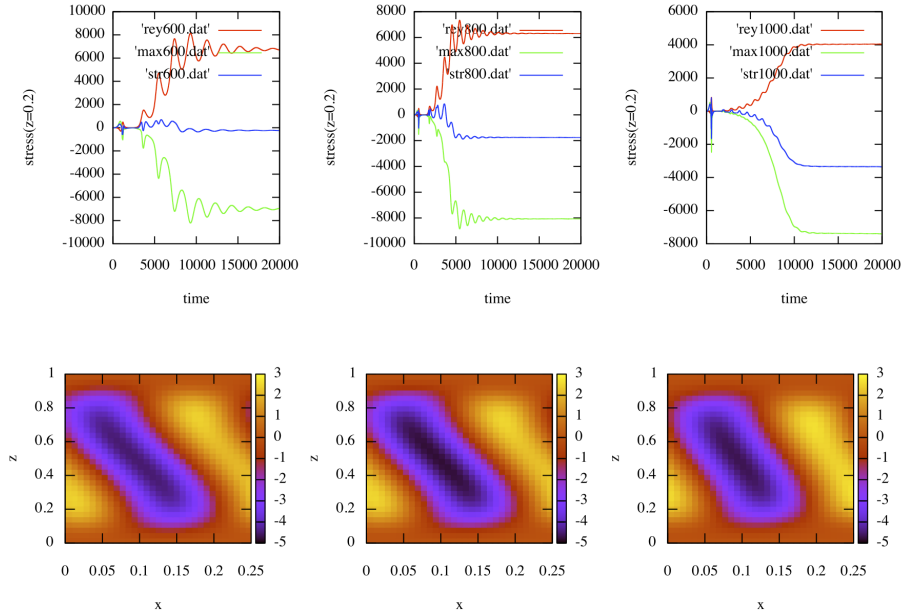 'rey600.dat'
'max600.dat'
'str600.dat'
8000
6000
4000
2000
0
-2000
-4000
-6000
-8000
-10000
10000
stress(z=0.2)
0 5000 10000 15000 20000
time
'rey800.dat'
'max800.dat'
'str800.dat'
8000
6000
4000
2000
0
-2000
-4000
-6000
-8000
-10000
stress(z=0.2)
0 5000 10000 15000 20000
time
'rey1000.dat'
'max1000.dat'
'str1000.dat'
6000
4000
2000
0
-2000
-4000
-6000
-8000
stress(z=0.2)
0 5000 10000 15000 20000
time
1
0.8
0.6
0.4
0.2
0
z
0 0.05 0.1 0.15 0.2 0.25
x
3
2
1
0
-1
-2
-3
-4
-5
1
0.8
0.6
0.4
0.2
0
z
0 0.05 0.1 0.15 0.2 0.25
x
3
2
1
0
-1
-2
-3
-4
-5
1
0.8
0.6
0.4
0.2
0
z
0 0.05 0.1 0.15 0.2 0.25
x
3
2
1
0
-1
-2
-3
-4
-5